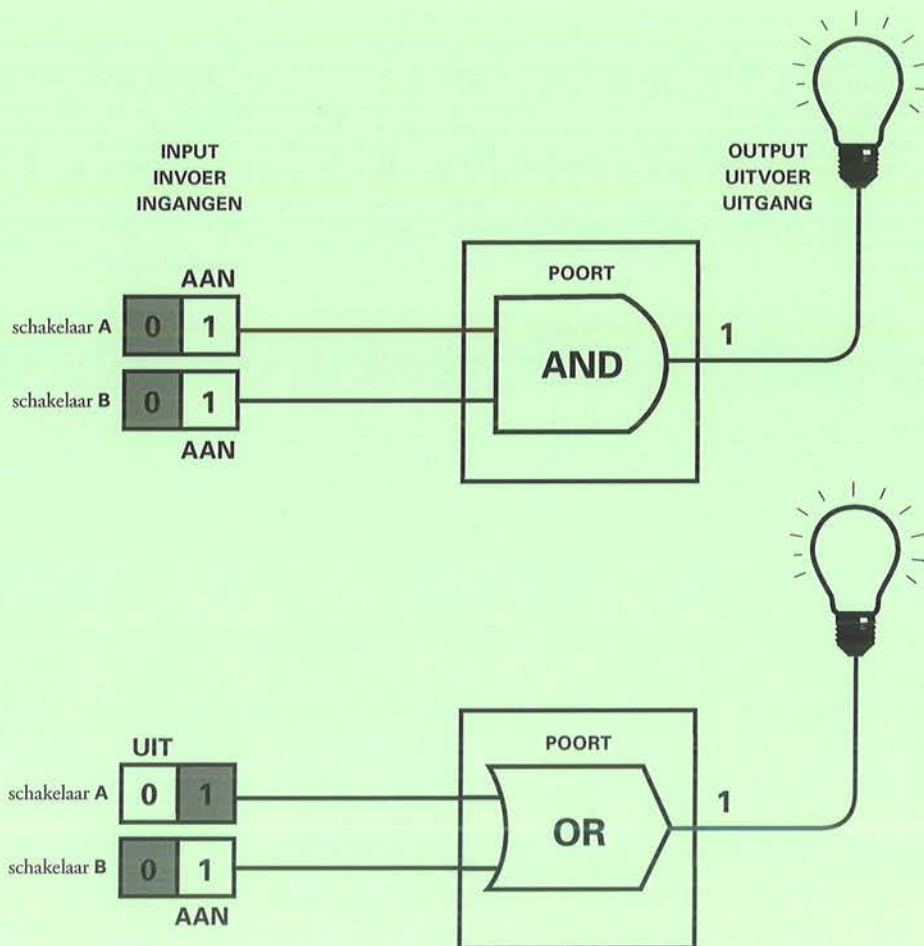 INPUT
INVOER
INGANGEN
OUTPUT
UITVOER
UITGANG
AAN
schakelaar A 0 1
schakelaar B 0 1
AAN
POORT
AND
1
UIT
schakelaar A 0 1
schakelaar B 0 1
AAN
POORT
OR
1